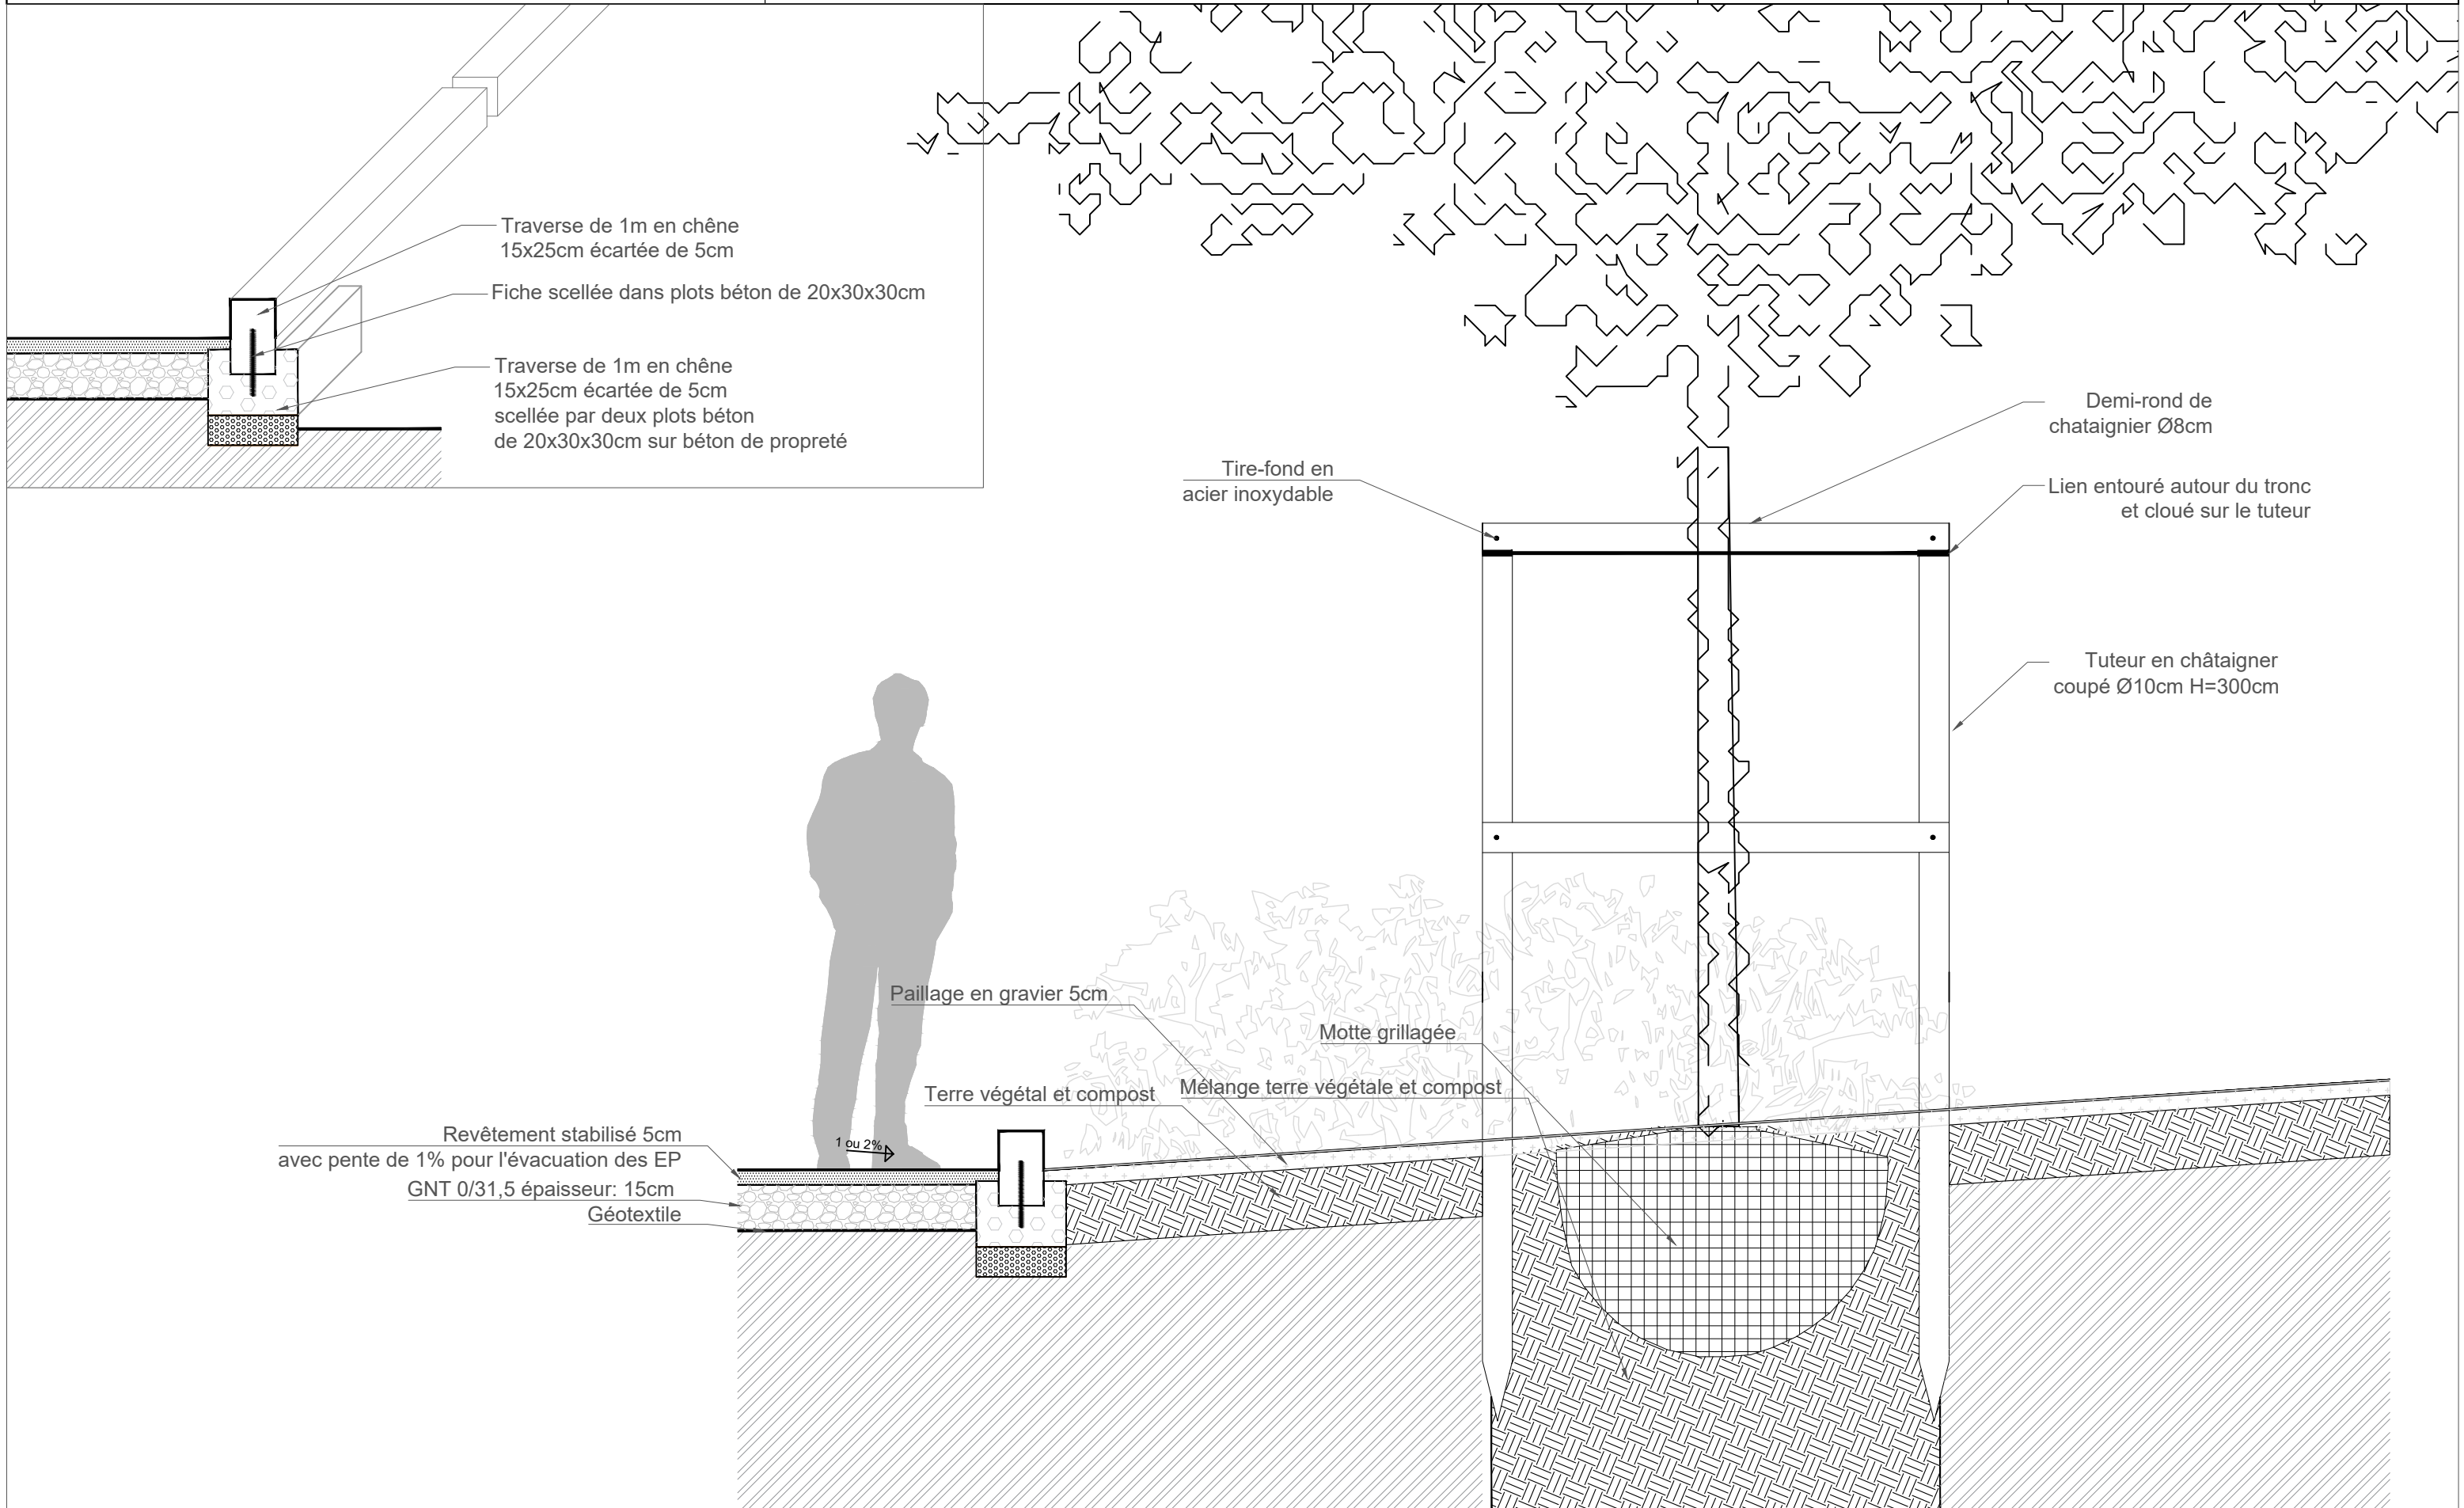 Traverse de 1m en chêne
15x25cm écartée de 5cm
Fiche scellée dans plots béton de 20x30x30cm
Traverse de 1m en chêne
15x25cm écartée de 5cm
scellée par deux plots béton
de 20x30x30cm sur béton de propreté
Demi-rond de
chataignier Ø8cm
Tire-fond en
acier inoxydable
Lien entouré autour du tronc
et cloué sur le tuteur
Tuteur en châtaigner
coupé Ø10cm H=300cm
Paillage en gravier 5cm
Motte grillagée
Terre végétal et compost
Mélange terre végétale et compost
1 ou 2%
Revêtement stabilisé 5cm
avec pente de 1% pour l'évacuation des EP
GNT 0/31,5 épaisseur: 15cm
Géotextile